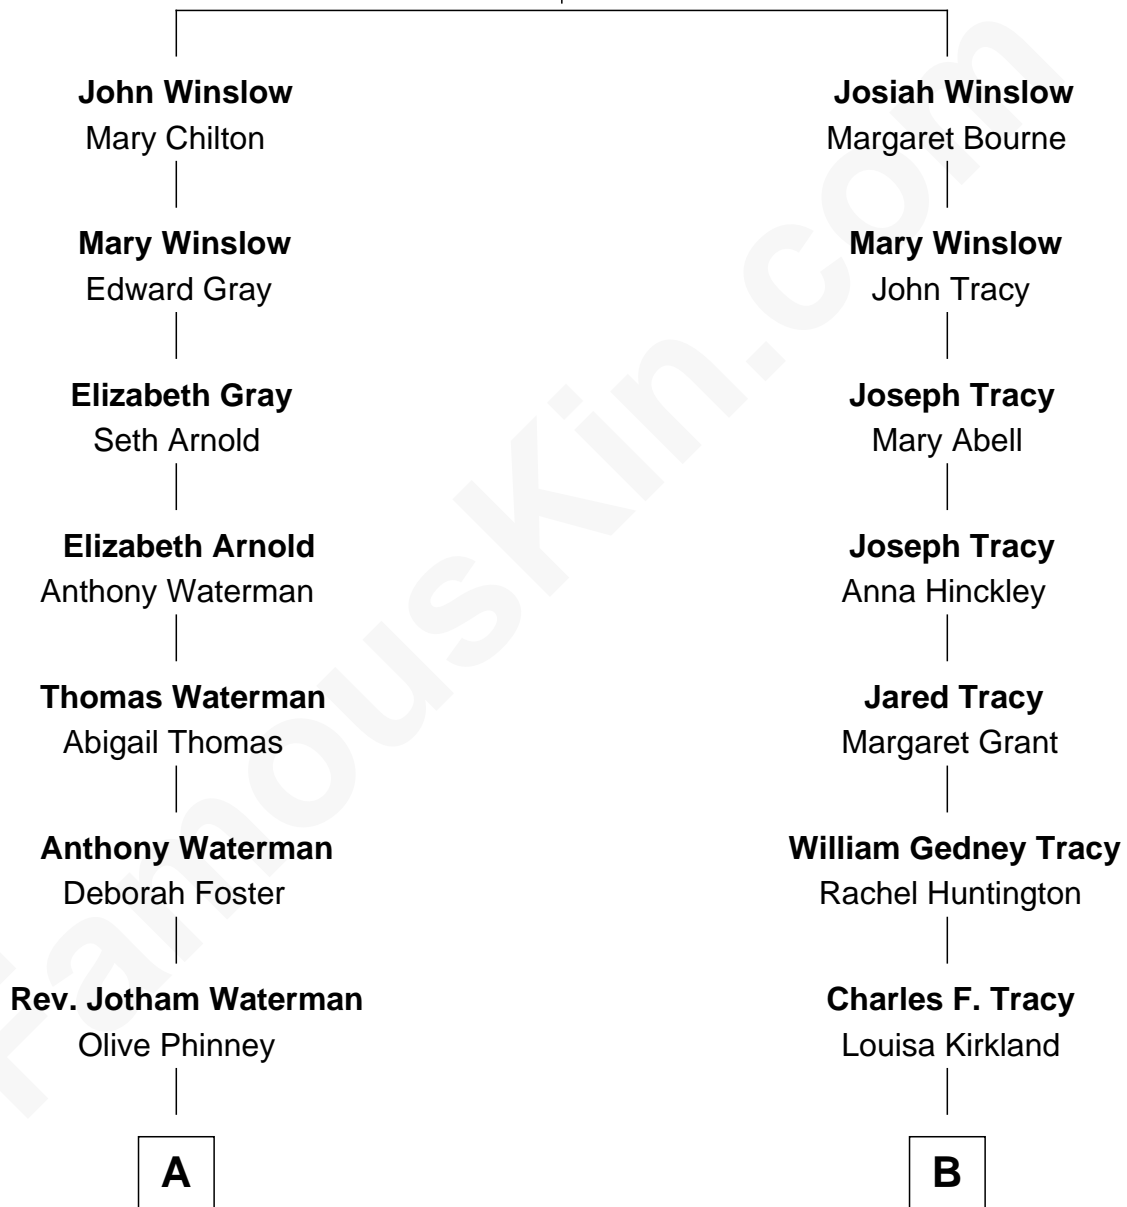 John Winslow
Mary Chilton
Mary Winslow
Edward Gray
Elizabeth Gray
Seth Arnold
Elizabeth Arnold
Anthony Waterman
Thomas Waterman
Abigail Thomas
Anthony Waterman
Deborah Foster
Rev. Jotham Waterman
Olive Phinney
A
Josiah Winslow
Margaret Bourne
Mary Winslow
John Tracy
Joseph Tracy
Mary Abell
Joseph Tracy
Anna Hinckley
Jared Tracy
Margaret Grant
William Gedney Tracy
Rachel Huntington
Charles F. Tracy
Louisa Kirkland
B
FamousKin.com